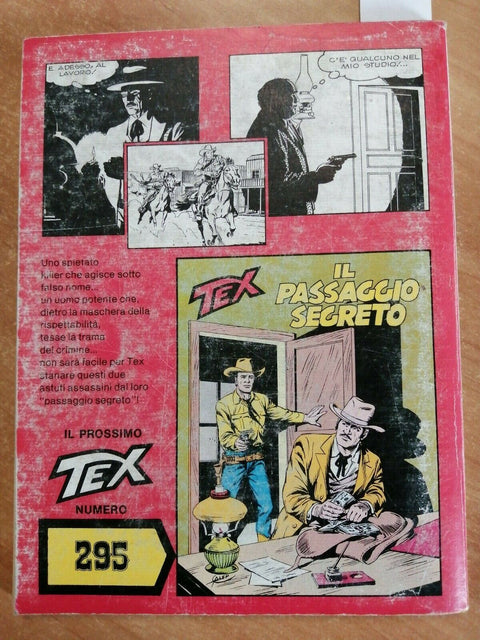 E ADESSO, AL
LAVORO!
C'È QUALCUNO NEL
MIO STUDIO!...
Uno spietato
killer che agisce sotto
falso nome...
un uomo potente che,
dietro la maschera della
rispettabilità,
tesse la trama
del crimine...
non sarà facile per Tex
stanare questi due
astuti assassini dal loro
"passaggio segreto"!
IL PROSSIMO
TEX
NUMERO
295
TEX
IL
PASSAGGIO
SEGRETO